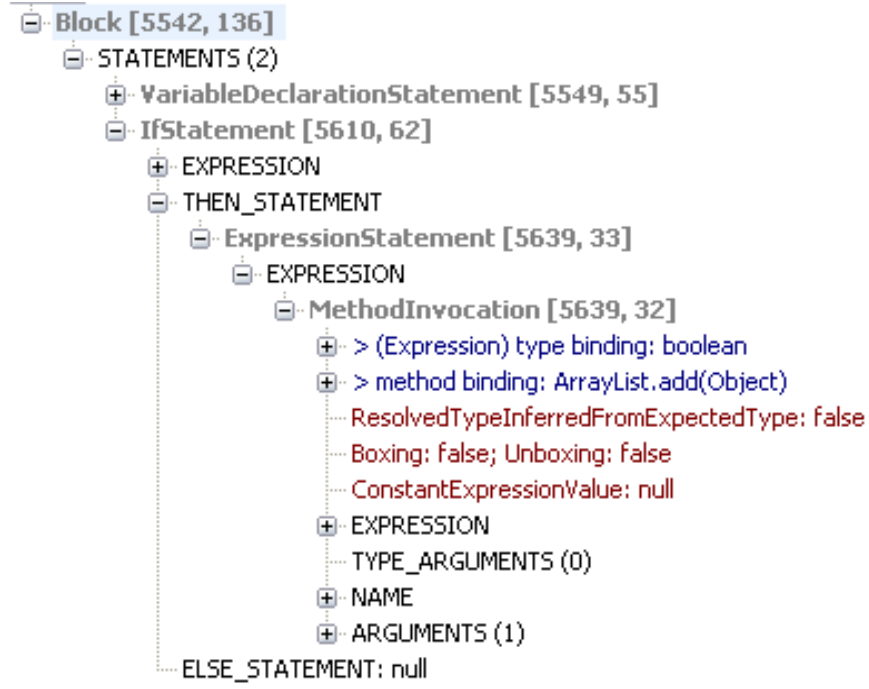 Block [5542, 136]
STATEMENTS (2)
VariableDeclarationStatement [5549, 55]
IfStatement [5610, 62]
EXPRESSION
THEN_STATEMENT
ExpressionStatement [5639, 33]
EXPRESSION
MethodInvocation [5639, 32]
> (Expression) type binding: boolean
> method binding: ArrayList.add(Object)
ResolvedTypeInferredFromExpectedType: false
Boxing: false; Unboxing: false
ConstantExpressionValue: null
EXPRESSION
TYPE_ARGUMENTS (0)
NAME
ARGUMENTS (1)
ELSE_STATEMENT: null